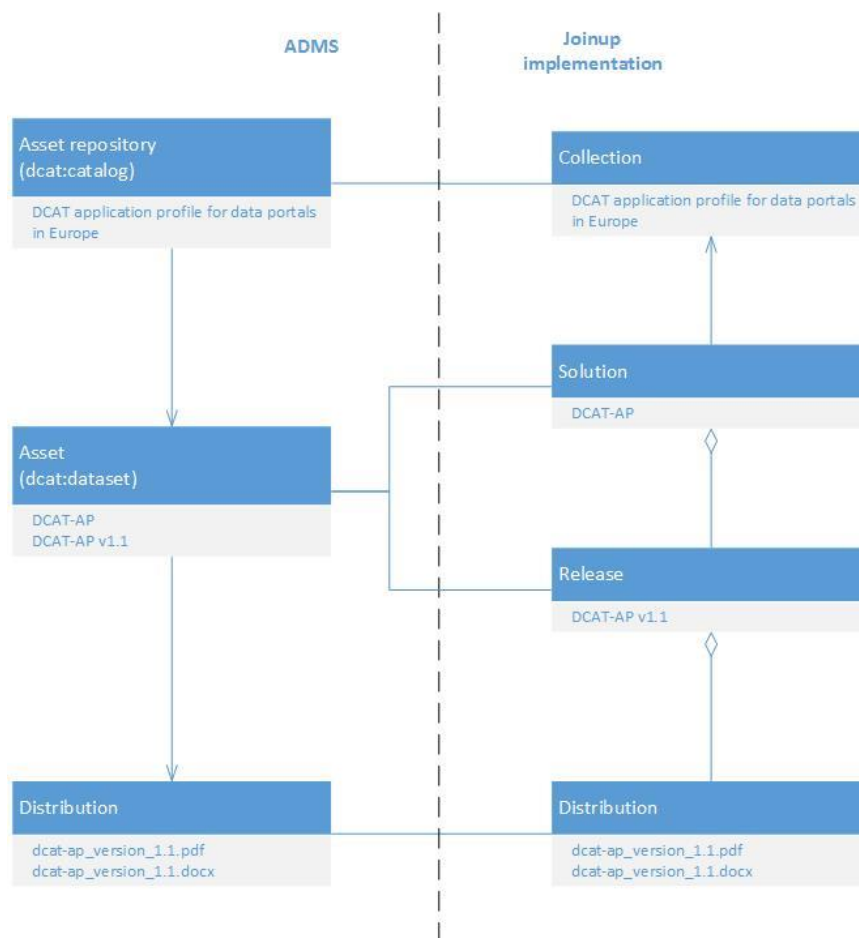 ADMS
Joinup
implementation
Asset repository
(dcat:catalog)
DCAT application profile for data portals
in Europe
Collection
DCAT application profile for data portals
in Europe
Solution
DCAT-AP
Asset
(dcat:dataset)
DCAT-AP
DCAT-AP v1.1
Release
DCAT-AP v1.1
Distribution
dcat-ap_version_1.1.pdf
dcat-ap_version_1.1.docx
Distribution
dcat-ap_version_1.1.pdf
dcat-ap_version_1.1.docx